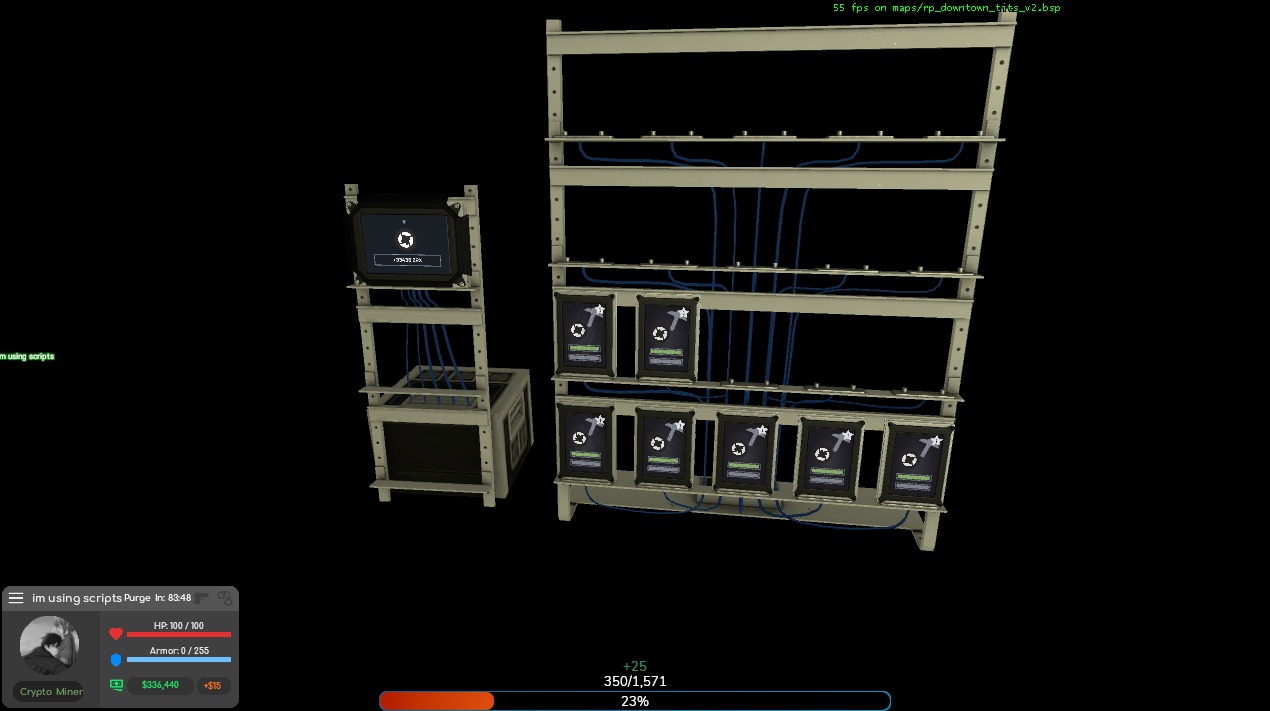 55 fps on maps/rp_downtown_tits_v2.bsp
m using scripts
im using scripts Purge In: 83:48
HP: 100 / 100
Armor: 0 / 255
Crypto Miner
$336,440
+$15
+25
350/1,571
23%